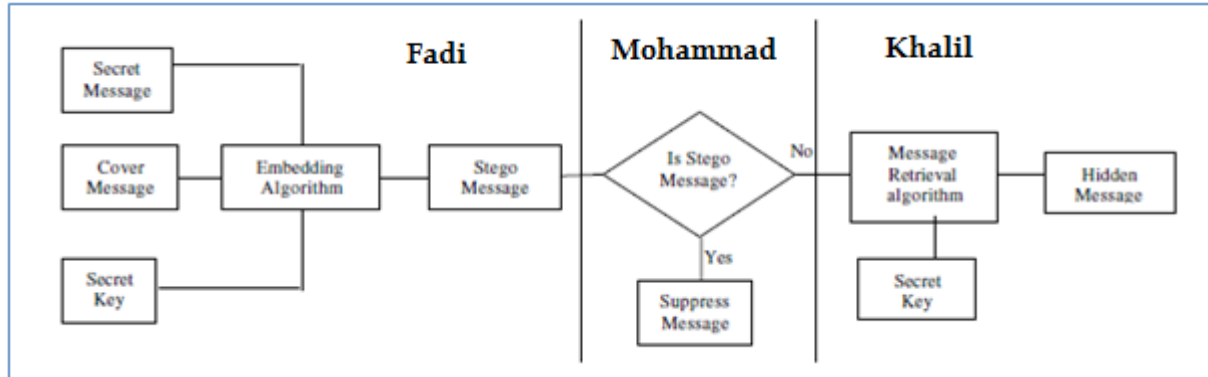 Fadi
Mohammad
Khalil
Secret
Message
Cover
Message
Secret
Key
Embedding
Algorithm
Stego
Message
Is Stego
Message?
No
Yes
Suppress
Message
Message
Retrieval
algorithm
Secret
Key
Hidden
Message